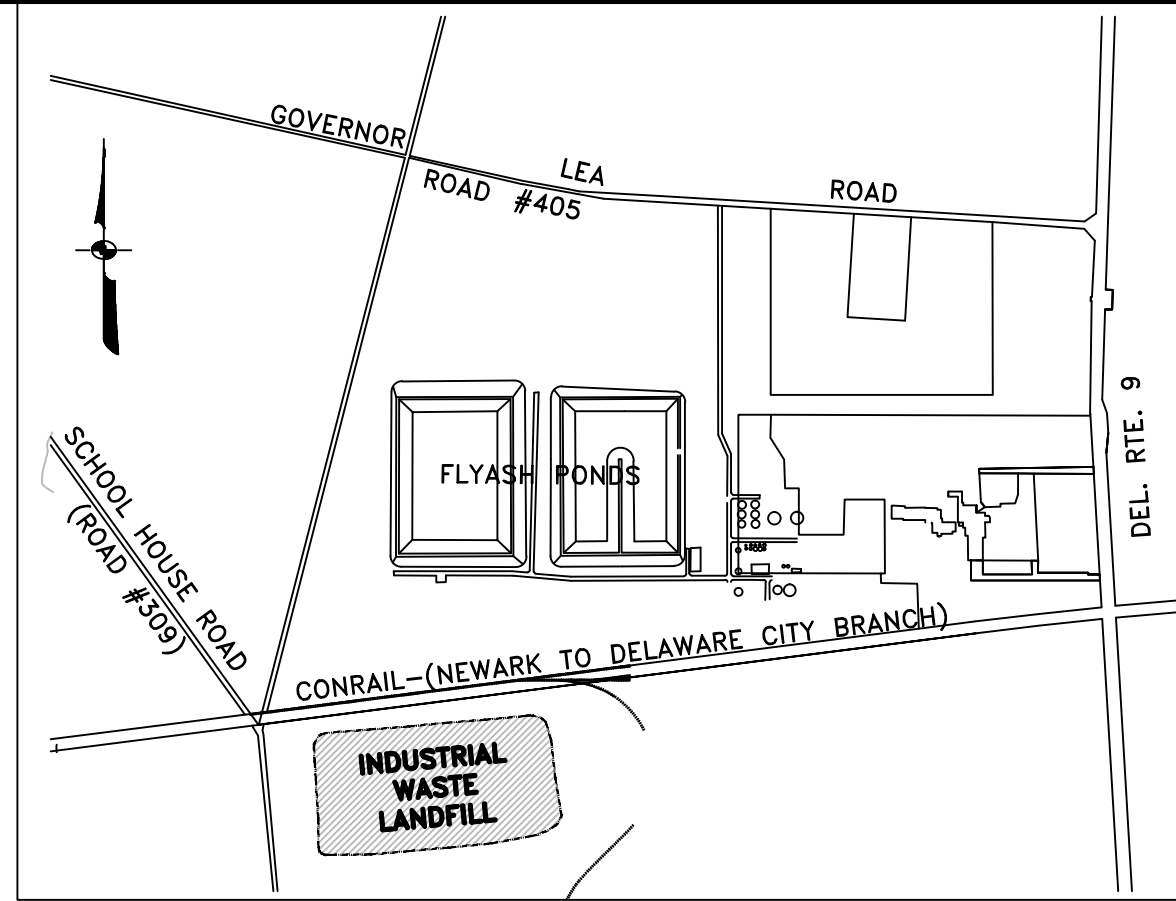 GOVERNOR LEA ROAD
ROAD #405
DEL. RTE. 9
SCHOOL HOUSE ROAD
(ROAD #309)
FLYASH PONDS
CONRAIL-(NEWARK TO DELAWARE CITY BRANCH)
INDUSTRIAL
WASTE
LANDFILL